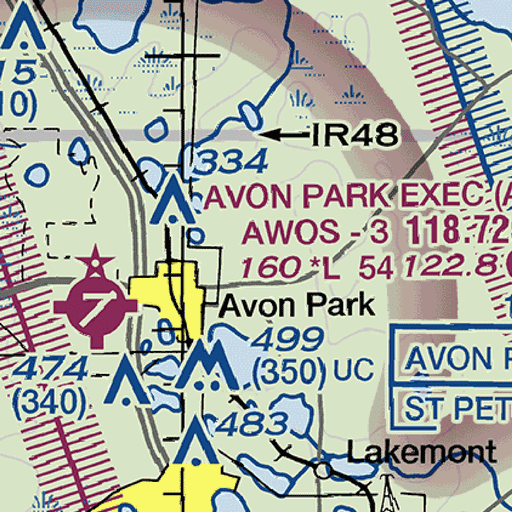 10)
IR48
334
AVON PARK EXEC (A
AWOS - 3 118.72
160 *L 54 122.8
Avon Park
499
(350) UC
474
(340)
AVON P
ST PET
483
Lakemont